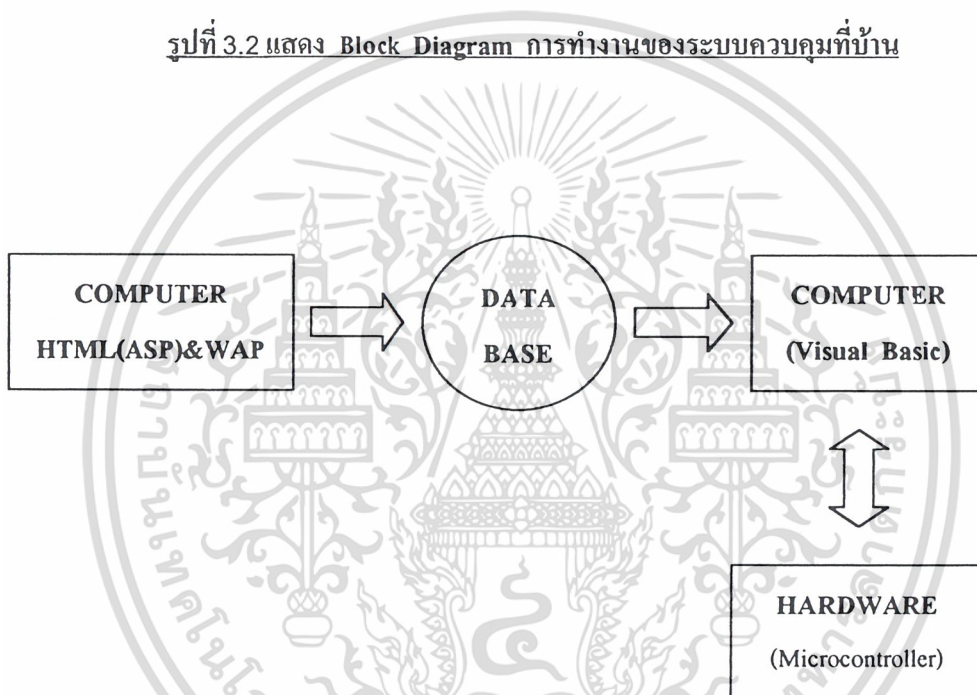 รูปที่ 3.2 แสดง Block Diagram การทำงานของระบบควบคุมที่บ้าน
COMPUTER
HTML(ASP)&WAP
DATA
BASE
COMPUTER
(Visual Basic)
HARDWARE
(Microcontroller)